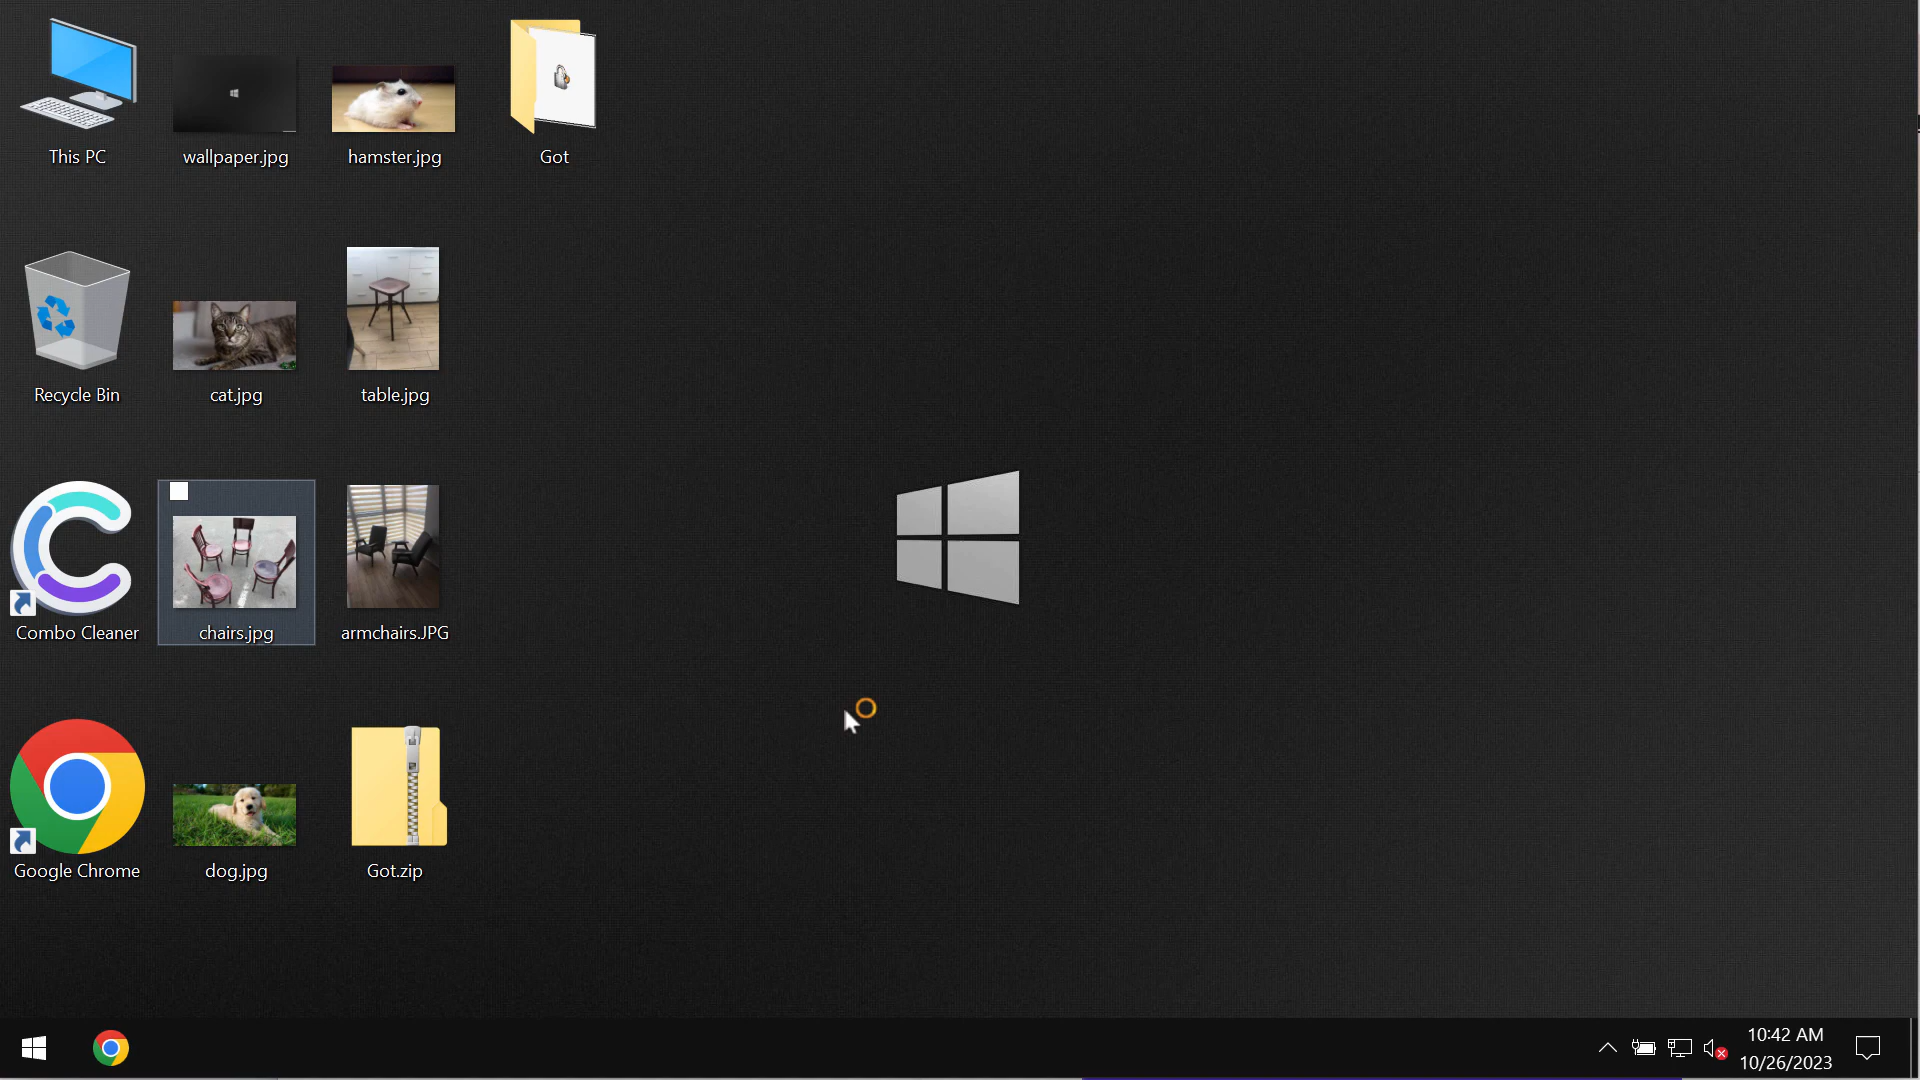 This PC
wallpaper.jpg
hamster.jpg
Got
Recycle Bin
cat.jpg
table.jpg
Combo Cleaner
chairs.jpg
armchairs.JPG
Google Chrome
dog.jpg
Got.zip
10:42 AM
10/26/2023